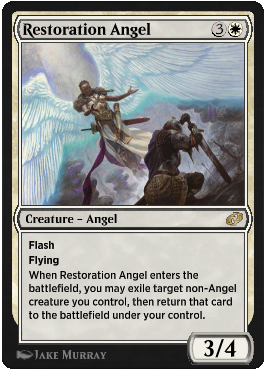 Restoration Angel 3
Creature – Angel
Flash
Flying
When Restoration Angel enters the
battlefield, you may exile target non-Angel
creature you control, then return that card
to the battlefield under your control.
3/4
JAKE MURRAY